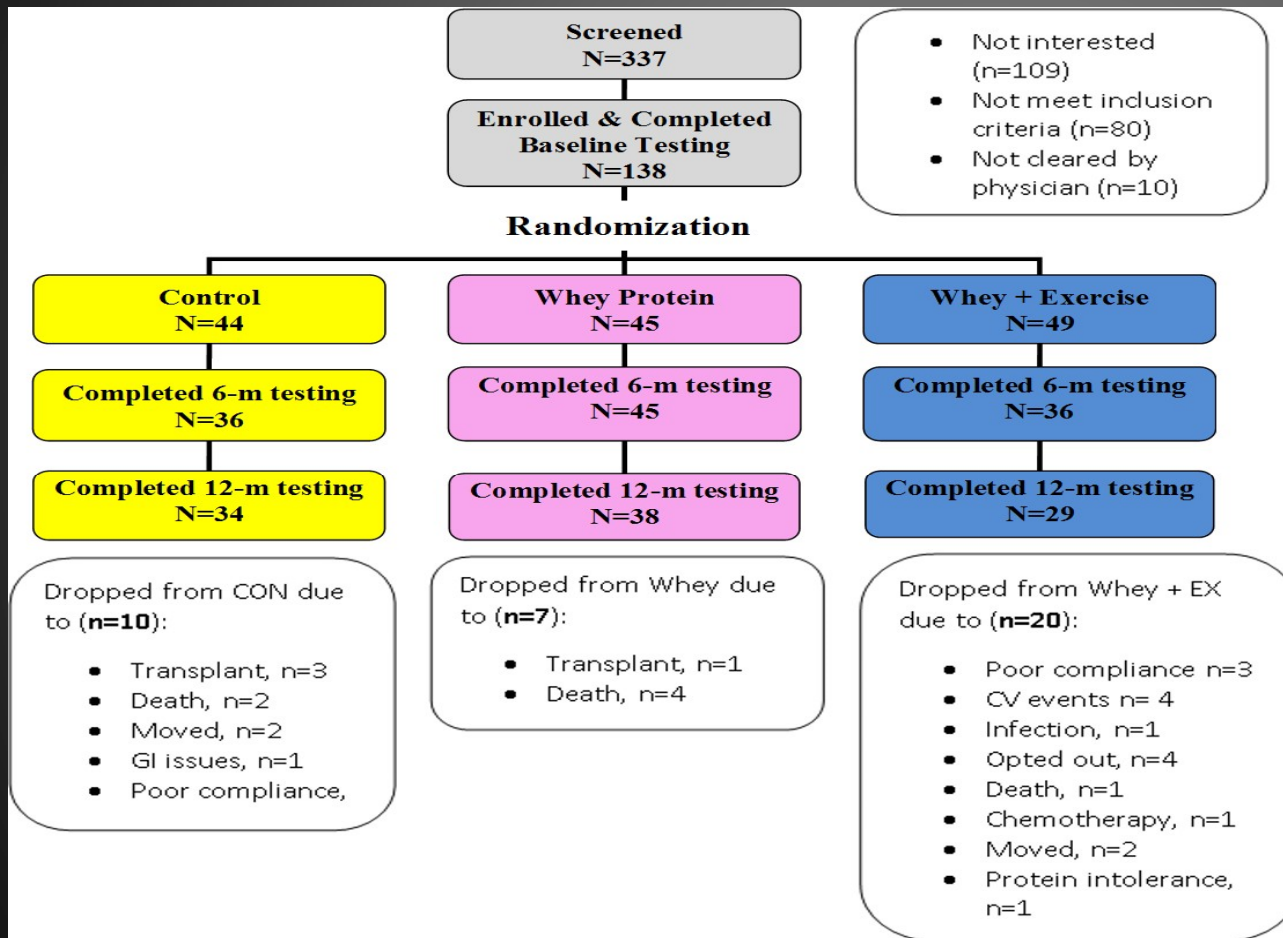 Screened
N=337
Enrolled & Completed
Baseline Testing
N=138
• Not interested
(n=109)
• Not meet inclusion
criteria (n=80)
• Not cleared by
physician (n=10)
Randomization
Control
N=44
Completed 6-m testing
N=36
Completed 12-m testing
N=34
Dropped from CON due
to (n=10):
• Transplant, n=3
• Death, n=2
• Moved, n=2
• GI issues, n=1
• Poor compliance,
Whey Protein
N=45
Completed 6-m testing
N=45
Completed 12-m testing
N=38
Dropped from Whey due
to (n=7):
• Transplant, n=1
• Death, n=4
Whey + Exercise
N=49
Completed 6-m testing
N=36
Completed 12-m testing
N=29
Dropped from Whey + EX
due to (n=20):
• Poor compliance n=3
• CV events n= 4
• Infection, n=1
• Opted out, n=4
• Death, n=1
• Chemotherapy, n=1
• Moved, n=2
• Protein intolerance,
n=1